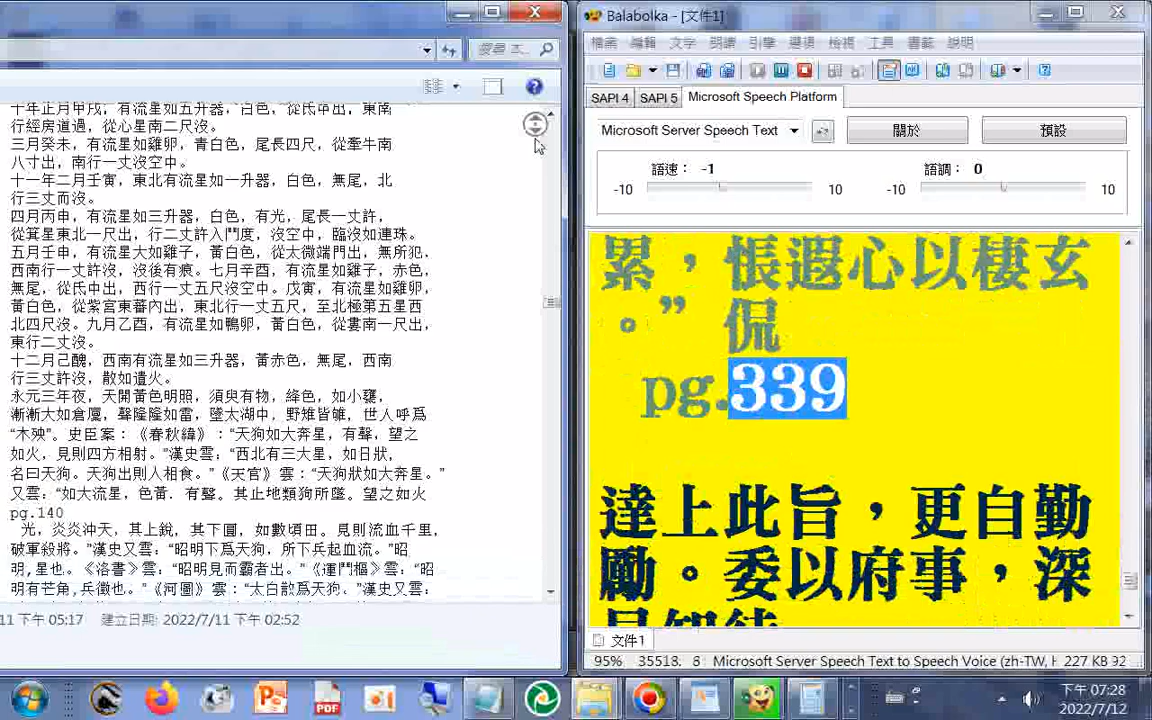 搜尋 本...
十年正月甲戌，有流星如五升器，白色，從氐中出，東南
行經房道過，從心星南二尺沒。
三月癸未，有流星如雞卵，青白色，尾長四尺，從牽牛南
八寸出，南行一丈沒空中。
十一年二月壬寅，東北有流星如一升器，白色，無尾，北
行三丈而沒。
四月丙申，有流星如三升器，白色，有光，尾長一丈許，
從箕星東北一尺出，行二丈許入鬥度，沒空中，臨沒如連珠。
五月壬申，有流星大如雞子，黃白色，從太微端門出，無所犯，
西南行一丈許沒，沒後有痕。七月辛酉，有流星如雞子，赤色，
無尾，從氐中出，西行一丈五尺沒空中。戊寅，有流星如雞卵，
黃白色，從紫宮東蕃內出，東北行一丈五尺，至北極第五星西
北四尺沒。九月乙酉，有流星如鴨卵，黃白色，從婁南一尺出，
東行二丈沒。
十二月己醜，西南有流星如三升器，黃赤色，無尾，西南
行三丈許沒，散如遺火。
永元三年夜，天開黃色明照，須臾有物，絳色，如小甕，
漸漸大如倉廩，聲隆隆如雷，墜太湖中，野雉皆雊，世人呼爲
“木殃”。史臣案：《春秋緯》：“天狗如大奔星，有聲，望之
如火，見則四方相射。”漢史雲：“西北有三大星，如日狀，
名曰天狗。天狗出則人相食。”《天官》雲：“天狗狀如大奔星。”
又雲：“如大流星，色黃．有聲。其止地類狗所墜。望之如火
pg.140
光，炎炎沖天，其上銳，其下圓，如數頃田。見則流血千里，
破軍殺將。”漢史又雲：“昭明下爲天狗，所下兵起血流。”昭
明,星也。《洛書》雲：“昭明見而霸者出。”《運鬥樞》雲：“昭
明有芒角,兵徵也。”《河圖》雲：“太白散爲天狗。”漢史又雲：
11 下午 05:17 建立日期: 2022/7/11 下午 02:52
Balabolka - [文件1]
檔案 編輯 文字 朗讀 引擎 選項 檢視 工具 書籤 說明
SAPI 4 SAPI 5 Microsoft Speech Platform
Microsoft Server Speech Text 關於 預設
語速： -1 語調： 0
-10 10 -10 10
累，悵遐心以棲玄
。” 侃
pg.339
達上此旨，更自勤
勵。委以府事，深
文件1
95% 35518. 8 Microsoft Server Speech Text to Speech Voice (zh-TW, H 227 KB 92
下午 07:28
2022/7/12